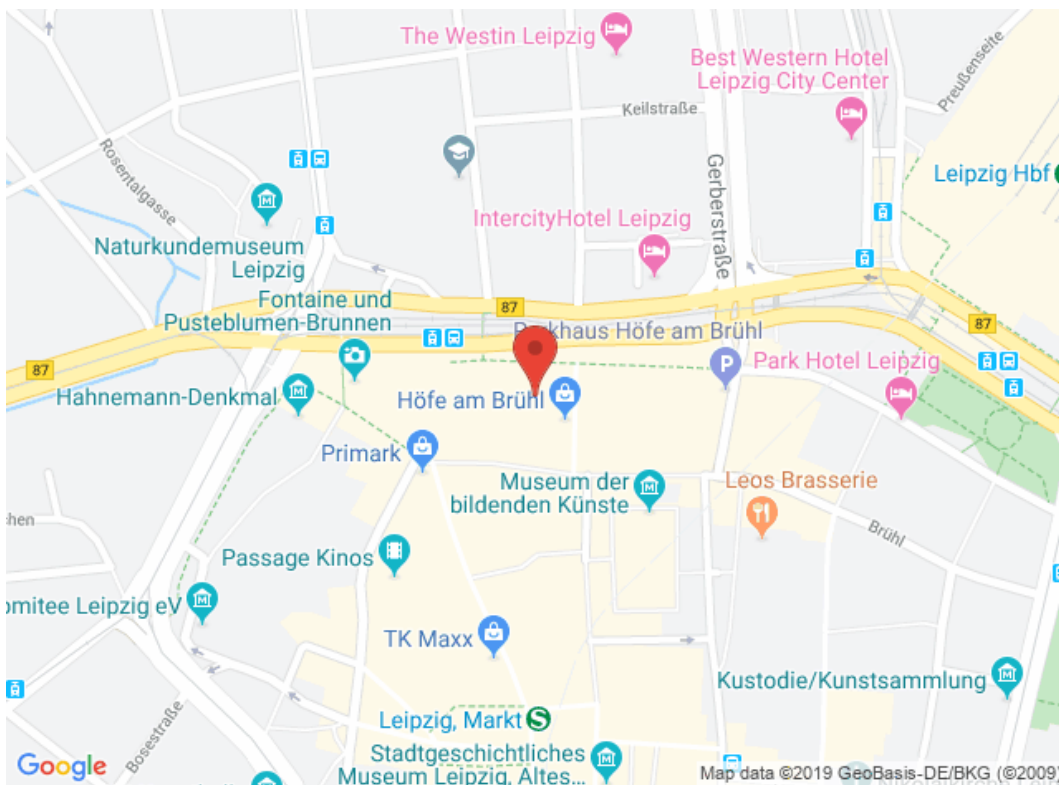 The Westin Leipzig
Best Western Hotel
Leipzig City Center
Preußenseite
Keilstraße
Rosentalgasse
Gerberstraße
Leipzig Hbf
IntercityHotel Leipzig
Naturkundemuseum
Leipzig
Fontaine und
Pusteblumen-Brunnen
87
87
87
Parkhaus Höfe am Brühl
P
Park Hotel Leipzig
Hahnemann-Denkmal
Höfe am Brühl
Primark
Museum der
bildenden Künste
Leos Brasserie
Brühl
Passage Kinos
omitee Leipzig eV
TK Maxx
Kustodie/Kunstsammlung
Leipzig, Markt
S
Bosestraße
Stadtgeschichtliches
Museum Leipzig, Altes...
Google
Map data ©2019 GeoBasis-DE/BKG (©2009)